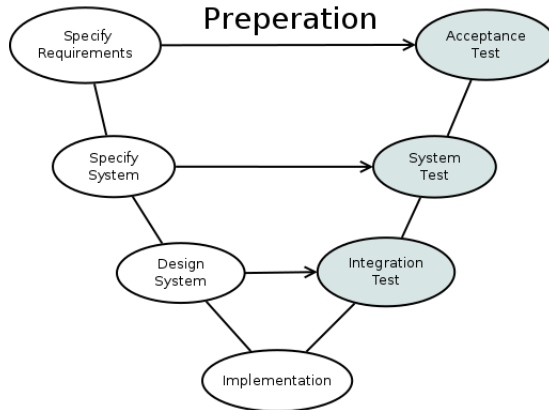 Preperation
Specify
Requirements
Acceptance
Test
Specify
System
System
Test
Design
System
Integration
Test
Implementation